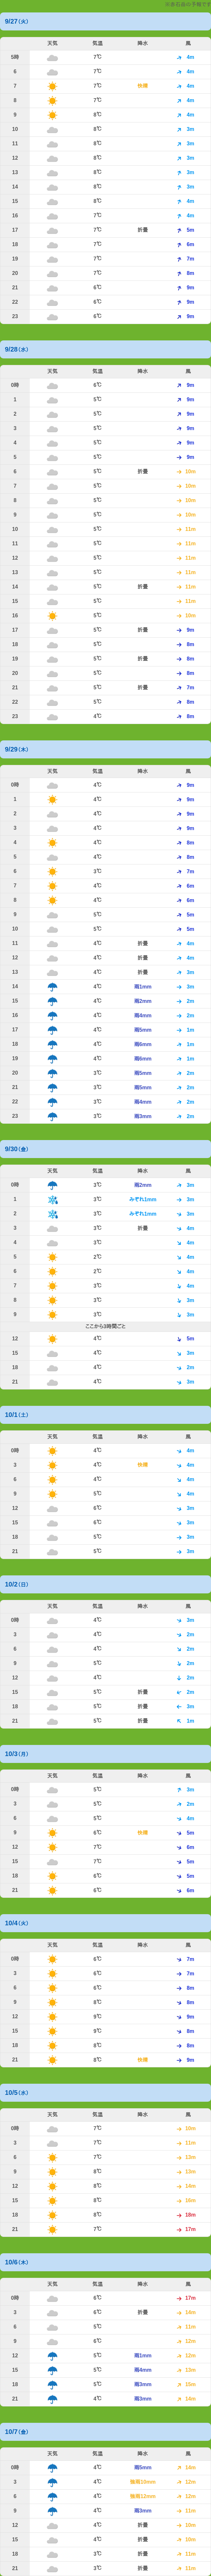 の予報です
9/27(火)
天気 気温 降水 風
5時 7℃ 4m
6 7℃ 4m
7 7℃ 快晴 4m
8 7℃ 4m
9 8℃ 4m
10 8℃ 3m
11 8℃ 3m
12 8℃ 3m
13 8℃ 3m
14 8℃ 3m
15 8℃ 4m
16 7℃ 4m
17 7℃ 折畳 5m
18 7℃ 6m
19 7℃ 7m
20 7℃ 8m
21 6℃ 9m
22 6℃ 9m
23 6℃ 9m
9/28(水)
天気 気温 降水 風
0時 6℃ 9m
1 5℃ 9m
2 5℃ 9m
3 5℃ 9m
4 5℃ 9m
5 5℃ 9m
6 5℃ 折畳 10m
7 5℃ 10m
8 5℃ 10m
9 5℃ 10m
10 5℃ 11m
11 5℃ 11m
12 5℃ 11m
13 5℃ 11m
14 5℃ 折畳 11m
15 5℃ 11m
16 5℃ 10m
17 5℃ 折畳 9m
18 5℃ 8m
19 5℃ 折畳 8m
20 5℃ 8m
21 5℃ 折畳 7m
22 5℃ 8m
23 4℃ 8m
9/29(木)
天気 気温 降水 風
0時 4℃ 9m
1 4℃ 9m
2 4℃ 9m
3 4℃ 9m
4 4℃ 8m
5 4℃ 8m
6 3℃ 7m
7 4℃ 6m
8 4℃ 6m
9 5℃ 5m
10 5℃ 5m
11 4℃ 折畳 4m
12 4℃ 折畳 4m
13 4℃ 折畳 3m
14 4℃ 雨1mm 3m
15 4℃ 雨2mm 2m
16 4℃ 雨4mm 2m
17 4℃ 雨5mm 1m
18 4℃ 雨6mm 1m
19 4℃ 雨6mm 1m
20 3℃ 雨5mm 2m
21 3℃ 雨5mm 2m
22 3℃ 雨4mm 2m
23 3℃ 雨3mm 2m
9/30(金)
天気 気温 降水 風
0時 3℃ 雨2mm 3m
1 3℃ みぞれ1mm 3m
2 3℃ みぞれ1mm 3m
3 3℃ 折畳 4m
4 3℃ 4m
5 2℃ 4m
6 2℃ 4m
7 3℃ 4m
8 3℃ 3m
9 3℃ 3m
ここから3時間ごと
12 4℃ 5m
15 4℃ 3m
18 4℃ 2m
21 4℃ 3m
10/1(土)
天気 気温 降水 風
0時 4℃ 4m
3 4℃ 快晴 4m
6 4℃ 4m
9 5℃ 4m
12 6℃ 3m
15 6℃ 3m
18 5℃ 3m
21 5℃ 3m
10/2(日)
天気 気温 降水 風
0時 4℃ 3m
3 4℃ 2m
6 4℃ 2m
9 5℃ 2m
12 4℃ 2m
15 5℃ 折畳 2m
18 5℃ 折畳 3m
21 5℃ 折畳 1m
10/3(月)
天気 気温 降水 風
0時 5℃ 3m
3 5℃ 2m
6 5℃ 4m
9 6℃ 快晴 5m
12 7℃ 6m
15 7℃ 5m
18 6℃ 5m
21 6℃ 6m
10/4(火)
天気 気温 降水 風
0時 6℃ 7m
3 6℃ 7m
6 6℃ 8m
9 8℃ 8m
12 9℃ 9m
15 9℃ 8m
18 8℃ 8m
21 8℃ 快晴 9m
10/5(水)
天気 気温 降水 風
0時 7℃ 10m
3 7℃ 11m
6 7℃ 13m
9 8℃ 13m
12 8℃ 14m
15 8℃ 16m
18 8℃ 18m
21 7℃ 17m
10/6(木)
天気 気温 降水 風
0時 6℃ 17m
3 6℃ 折畳 14m
6 5℃ 11m
9 6℃ 12m
12 5℃ 雨1mm 12m
15 5℃ 雨4mm 13m
18 5℃ 雨3mm 15m
21 4℃ 雨3mm 14m
10/7(金)
天気 気温 降水 風
0時 4℃ 雨5mm 14m
3 4℃ 強雨10mm 12m
6 4℃ 強雨12mm 12m
9 4℃ 雨3mm 11m
12 4℃ 折畳 10m
15 4℃ 折畳 10m
18 3℃ 折畳 11m
21 3℃ 折畳 11m